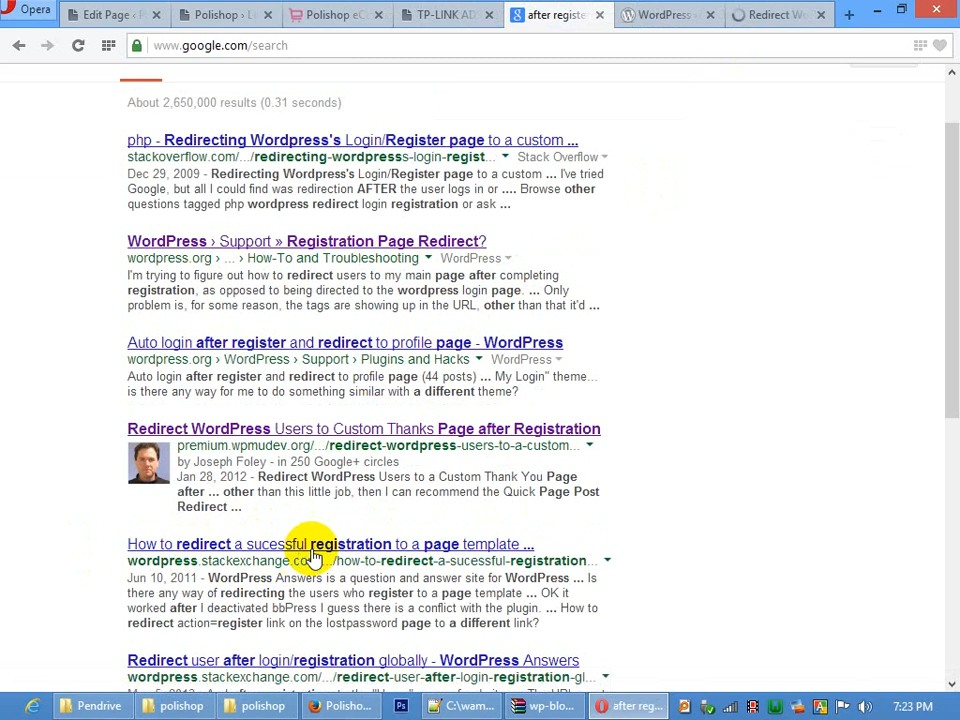 Opera
Edit Page ‹ P
Polishop › L
Polishop eC
TP-LINK AD
after registe
WordPress ›
Redirect Wo
www.google.com/search
About 2,650,000 results (0.31 seconds)
php - Redirecting Wordpress's Login/Register page to a custom ...
stackoverflow.com/.../redirecting-wordpresss-login-regist... Stack Overflow
Dec 29, 2009 - Redirecting Wordpress's Login/Register page to a custom ... I've tried
Google, but all I could find was redirection AFTER the user logs in or .... Browse other
questions tagged php wordpress redirect login registration or ask ...
WordPress › Support » Registration Page Redirect?
wordpress.org › ... › How-To and Troubleshooting WordPress
I'm trying to figure out how to redirect users to my main page after completing
registration, as opposed to being directed to the wordpress login page. ... Only
problem is, for some reason, the tags are showing up in the URL, other than that it'd ...
Auto login after register and redirect to profile page - WordPress
wordpress.org › WordPress › Support › Plugins and Hacks WordPress
Auto login after register and redirect to profile page (44 posts) ... My Login" theme...
is there any way for me to do something similar with a different theme?
Redirect WordPress Users to Custom Thanks Page after Registration
premium.wpmudev.org/.../redirect-wordpress-users-to-a-custom...
by Joseph Foley - in 250 Google+ circles
Jan 28, 2012 - Redirect WordPress Users to a Custom Thank You Page
after ... other than this little job, then I can recommend the Quick Page Post
Redirect ...
How to redirect a sucessful registration to a page template ...
wordpress.stackexchange.co.../how-to-redirect-a-sucessful-registration...
Jun 10, 2011 - WordPress Answers is a question and answer site for WordPress ... Is
there any way of redirecting the users who register to a page template ... OK it
worked after I deactivated bbPress I guess there is a conflict with the plugin. ... How to
redirect action=register link on the lostpassword page to a different link?
Redirect user after login/registration globally - WordPress Answers
wordpress.stackexchange.com/.../redirect-user-after-login-registration-gl...
Pendrive
polishop
polishop
Polisho...
C:\wam...
wp-blo...
after reg...
7:23 PM